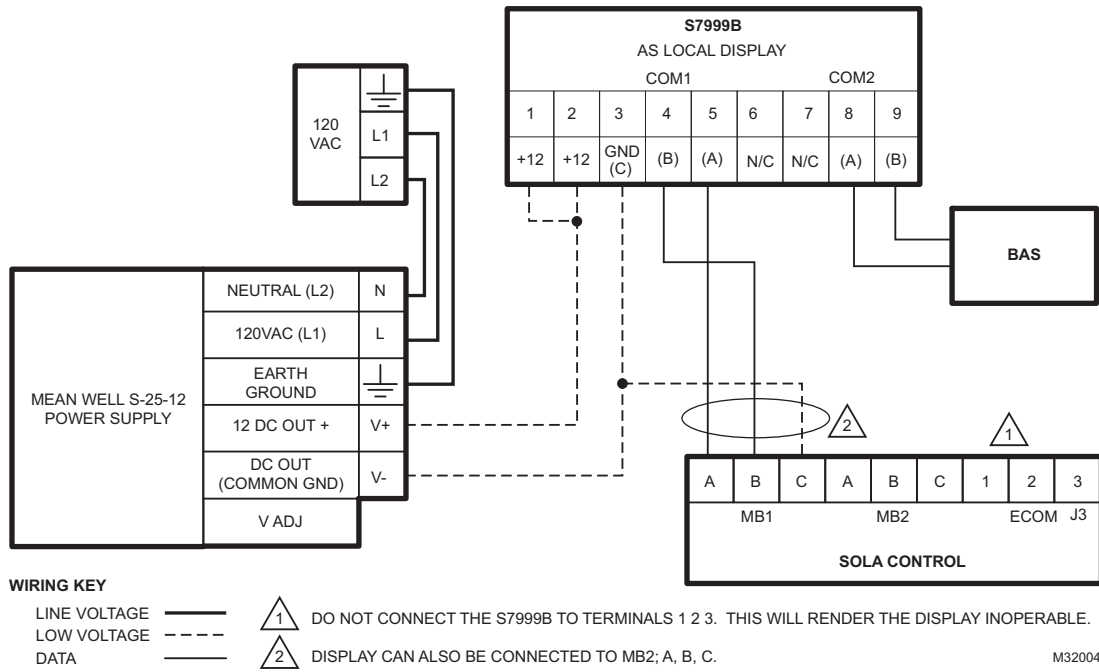 S7999B
AS LOCAL DISPLAY
COM1 COM2
1 2 3 4 5 6 7 8 9
+12 +12 GND (C) (B) (A) N/C N/C (A) (B)
120
VAC
L1
L2
BAS
MEAN WELL S-25-12
POWER SUPPLY
NEUTRAL (L2) N
120VAC (L1) L
EARTH
GROUND
12 DC OUT + V+
DC OUT
(COMMON GND) V-
V ADJ
2
1
A B C A B C 1 2 3
MB1 MB2 ECOM J3
SOLA CONTROL
WIRING KEY
LINE VOLTAGE
LOW VOLTAGE
DATA
1 DO NOT CONNECT THE S7999B TO TERMINALS 1 2 3. THIS WILL RENDER THE DISPLAY INOPERABLE.
2 DISPLAY CAN ALSO BE CONNECTED TO MB2; A, B, C.
M32004